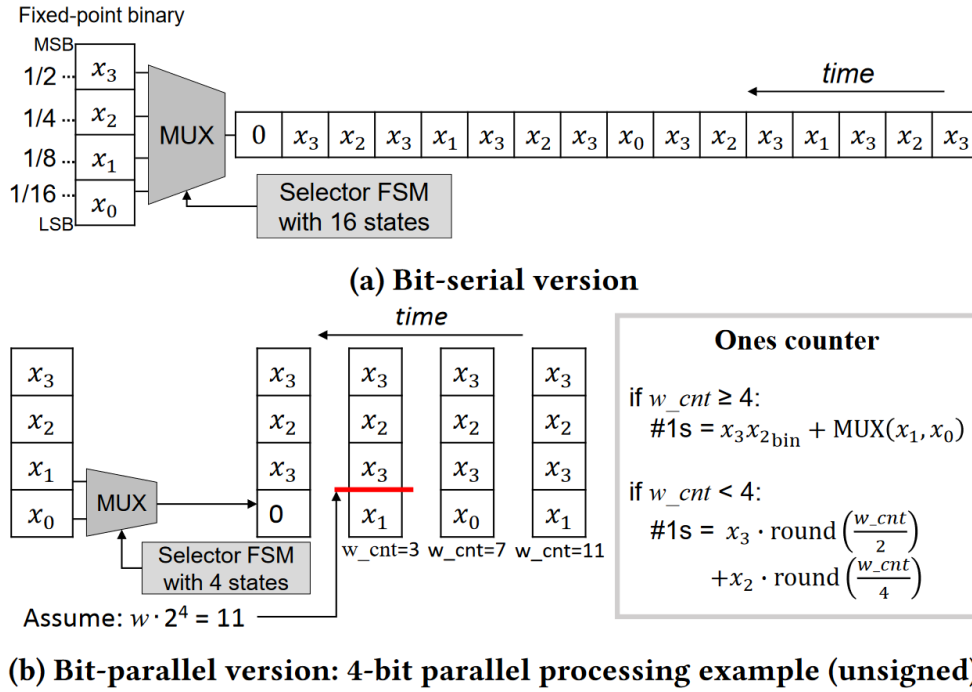 Fixed-point binary
MSB
1/2 ··· x₃
1/4 ··· x₂
1/8 ··· x₁
1/16 ··· x₀
LSB
MUX
time
0 x₃ x₂ x₃ x₁ x₃ x₂ x₃ x₀ x₃ x₂ x₃ x₁ x₃ x₂ x₃
Selector FSM
with 16 states
(a) Bit-serial version
time
x₃ x₃ x₃ x₃ x₃
x₂ x₂ x₂ x₂ x₂
x₁ x₃ x₃ x₃ x₃
x₀ 0 x₁ x₀ x₁
MUX
w_cnt=3 w_cnt=7 w_cnt=11
Selector FSM
with 4 states
Assume: w · 2⁴ = 11
Ones counter
if w_cnt ≥ 4:
#1s = x₃x₂ bin + MUX(x₁, x₀)
if w_cnt < 4:
#1s = x₃ · round(w_cnt/2)
+x₂ · round(w_cnt/4)
(b) Bit-parallel version: 4-bit parallel processing example (unsigned)